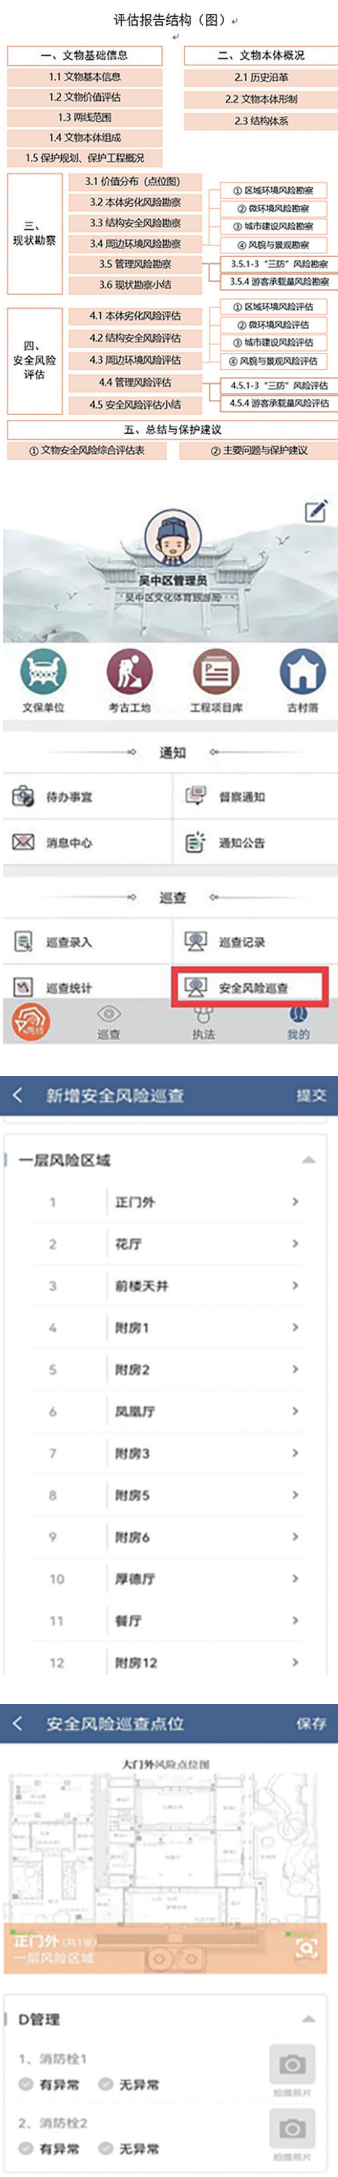 评估报告结构（图）
一、文物基础信息
1.1 文物基本信息
1.2 文物价值评估
1.3 两线范围
1.4 文物本体组成
1.5 保护规划、保护工程概况
二、文物本体概况
2.1 历史沿革
2.2 文物本体形制
2.3 结构体系
三、
现状勘察
3.1 价值分布（点位图）
3.2 本体劣化风险勘察
3.3 结构安全风险勘察
3.4 周边环境风险勘察
3.5 管理风险勘察
3.6 现状勘察小结
① 区域环境风险勘察
② 微环境风险勘察
③ 城市建设风险勘察
④ 风貌与景观勘察
3.5.1-3 “三防”风险勘察
3.5.4 游客承载量风险勘察
四、
安全风险
评估
4.1 本体劣化风险评估
4.2 结构安全风险评估
4.3 周边环境风险评估
4.4 管理风险评估
4.5 安全风险评估小结
① 区域环境风险评估
② 微环境风险评估
③ 城市建设风险评估
④ 风貌与景观风险评估
4.5.1-3 “三防”风险评估
4.5.4 游客承载量风险评估
五、总结与保护建议
① 文物安全风险综合评估表
② 主要问题与保护建议
吴中区管理员
吴中区文化体育旅游局
文保单位
考古工地
工程项目库
古村落
通知
待办事宜
督察通知
消息中心
通知公告
巡查
巡查录入
巡查记录
巡查统计
安全风险巡查
巡查
执法
我的
新增安全风险巡查
提交
一层风险区域
1 正门外
2 花厅
3 前楼天井
4 附房1
5 附房2
6 凤凰厅
7 附房3
8 附房5
9 附房6
10 厚德厅
11 餐厅
12 附房12
安全风险巡查点位
保存
大门外风险点位图
正门外 (共1张)
一层风险区域
D管理
1、消防栓1
有异常 无异常
拍摄照片
2、消防栓2
有异常 无异常
拍摄照片